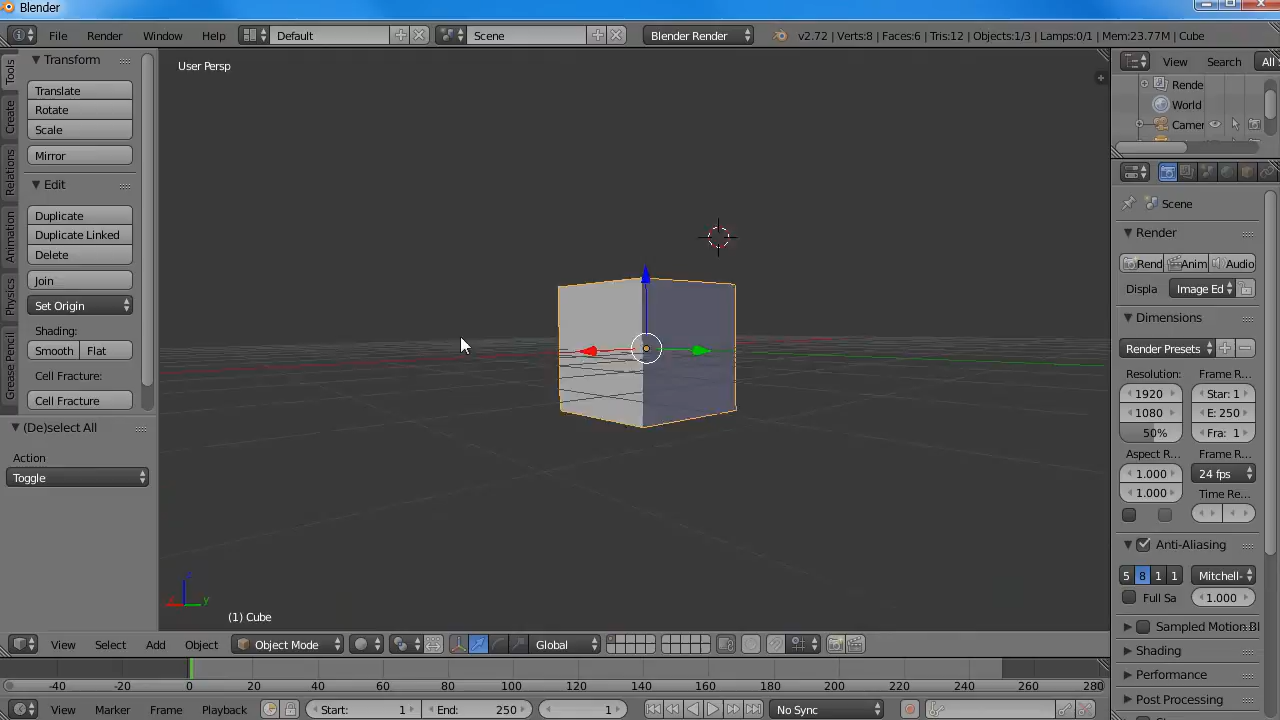 Blender
File Render Window Help Default Scene Blender Render v2.72 | Verts:8 | Faces:6 | Tris:12 | Objects:1/3 | Lamps:0/1 | Mem:23.77M | Cube
Tools
Create
Relations
Animation
Physics
Grease Pencil
Transform
Translate
Rotate
Scale
Mirror
Edit
Duplicate
Duplicate Linked
Delete
Join
Set Origin
Shading:
Smooth Flat
Cell Fracture:
Cell Fracture
(De)select All
Action
Toggle
User Persp
x y
(1) Cube
View Search All
Rende
World
Camer
Scene
Render
Rend Anim Audio
Displa Image Ed
Dimensions
Render Presets
Resolution: Frame R...
1920 Star: 1
1080 E: 250
50% Fra: 1
Aspect R... Frame R...
1.000 24 fps
1.000 Time Re...
Anti-Aliasing
5 8 1 1 Mitchell-
Full Sa 1.000
Sampled Motion Bl
Shading
Performance
Post Processing
View Select Add Object Object Mode Global
-40 -20 0 20 40 60 80 100 120 140 160 180 200 220 240 260 280
View Marker Frame Playback Start: 1 End: 250 1 No Sync